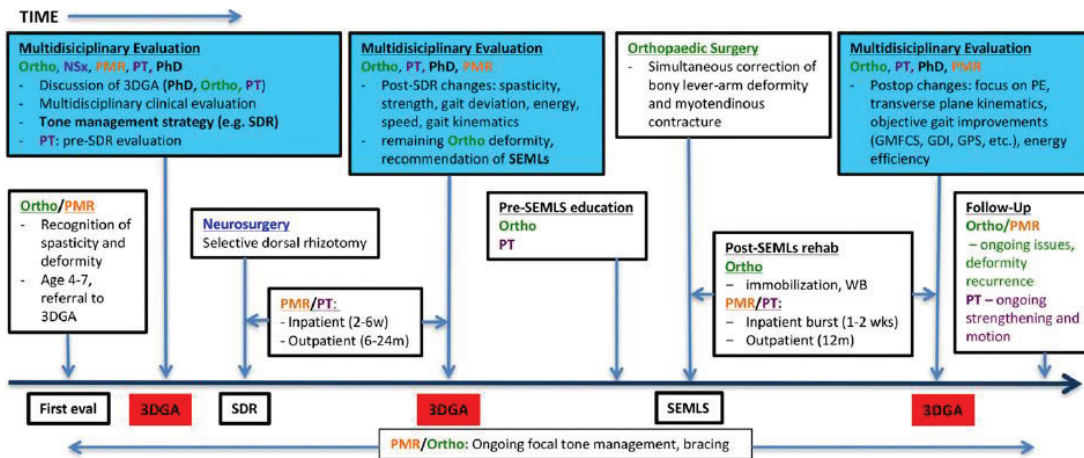 TIME
Multidisiciplinary Evaluation
Ortho, NSx, PMR, PT, PhD
- Discussion of 3DGA (PhD, Ortho, PT)
- Multidisciplinary clinical evaluation
- Tone management strategy (e.g. SDR)
- PT: pre-SDR evaluation
Multidisiciplinary Evaluation
Ortho, PT, PhD, PMR
- Post-SDR changes: spasticity,
strength, gait deviation, energy,
speed, gait kinematics
- remaining Ortho deformity,
recommendation of SEMLs
Orthopaedic Surgery
- Simultaneous correction of
bony lever-arm deformity
and myotendinous
contracture
Multidisiciplinary Evaluation
Ortho, PT, PhD, PMR
- Postop changes: focus on PE,
transverse plane kinematics,
objective gait improvements
(GMFCS, GDI, GPS, etc.), energy
efficiency
Ortho/PMR
- Recognition of
spasticity and
deformity
- Age 4-7,
referral to
3DGA
Neurosurgery
Selective dorsal rhizotomy
PMR/PT:
- Inpatient (2-6w)
- Outpatient (6-24m)
Pre-SEMLS education
Ortho
PT
Post-SEMLs rehab
Ortho
– immobilization, WB
PMR/PT:
– Inpatient burst (1-2 wks)
– Outpatient (12m)
Follow-Up
Ortho/PMR
– ongoing issues,
deformity
recurrence
PT – ongoing
strengthening and
motion
First eval
3DGA
SDR
3DGA
SEMLS
3DGA
PMR/Ortho: Ongoing focal tone management, bracing